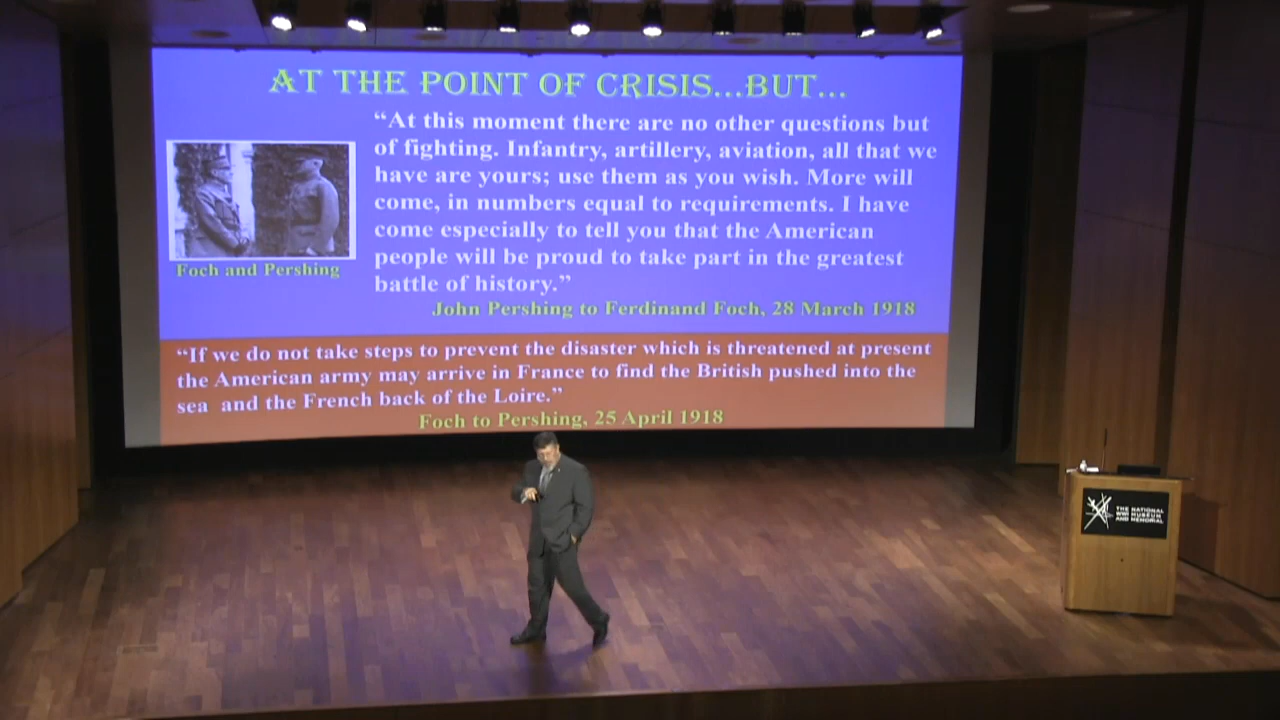 AT THE POINT OF CRISIS...BUT...
“At this moment there are no other questions but
of fighting. Infantry, artillery, aviation, all that we
have are yours; use them as you wish. More will
come, in numbers equal to requirements. I have
come especially to tell you that the American
people will be proud to take part in the greatest
battle of history.”
Foch and Pershing
John Pershing to Ferdinand Foch, 28 March 1918
“If we do not take steps to prevent the disaster which is threatened at present
the American army may arrive in France to find the British pushed into the
sea and the French back of the Loire.”
Foch to Pershing, 25 April 1918
THE NATIONAL
WWI MUSEUM
AND MEMORIAL